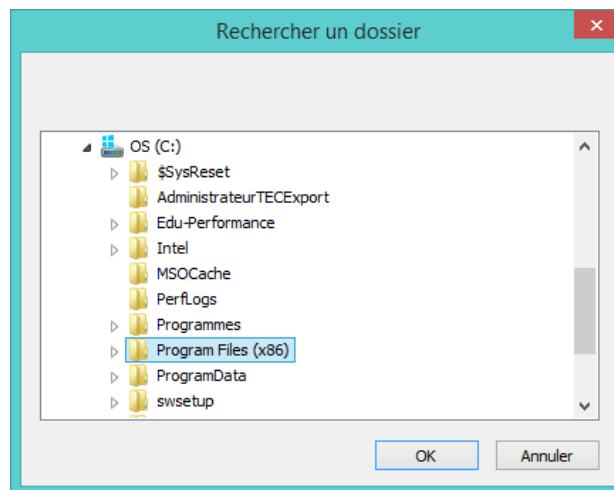 Rechercher un dossier
OS (C:)
$SysReset
AdministrateurTECExport
Edu-Performance
Intel
MSOCache
PerfLogs
Programmes
Program Files (x86)
ProgramData
swsetup
OK Annuler